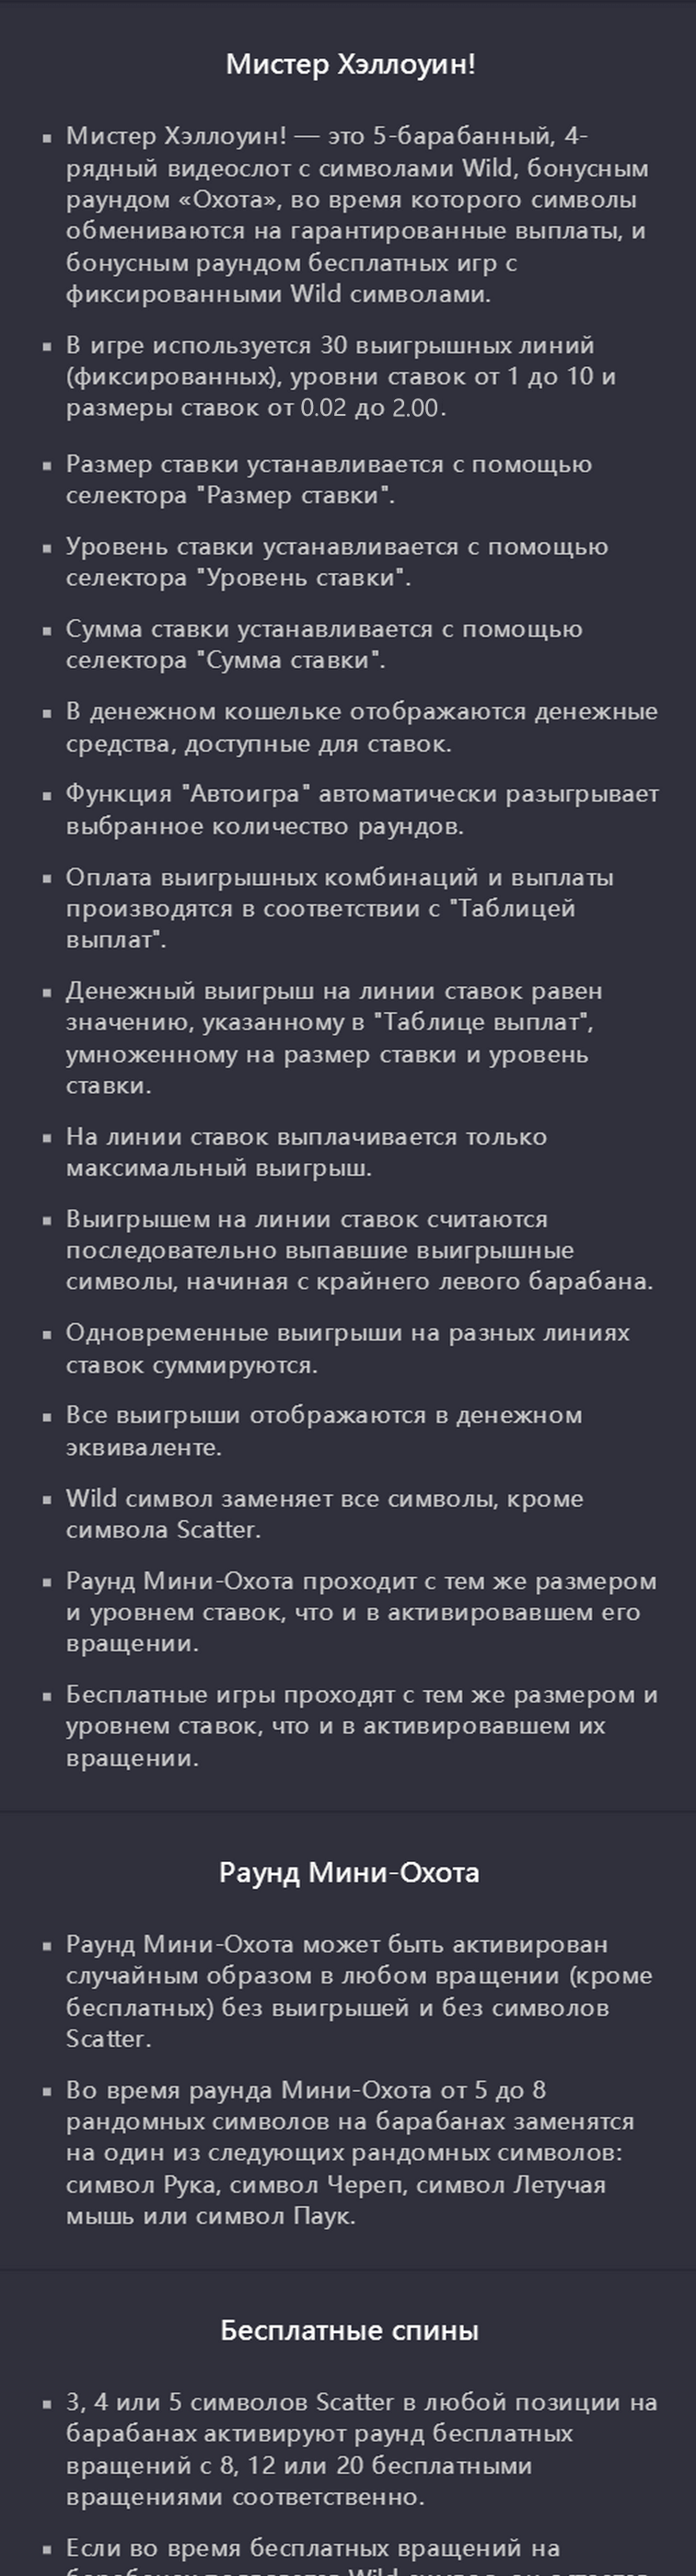 Мистер Хэллоуин!
▪ Мистер Хэллоуин! — это 5-барабанный, 4-
рядный видеослот с символами Wild, бонусным
раундом «Охота», во время которого символы
обмениваются на гарантированные выплаты, и
бонусным раундом бесплатных игр с
фиксированными Wild символами.
▪ В игре используется 30 выигрышных линий
(фиксированных), уровни ставок от 1 до 10 и
размеры ставок от 0.02 до 2.00.
▪ Размер ставки устанавливается с помощью
селектора "Размер ставки".
▪ Уровень ставки устанавливается с помощью
селектора "Уровень ставки".
▪ Сумма ставки устанавливается с помощью
селектора "Сумма ставки".
▪ В денежном кошельке отображаются денежные
средства, доступные для ставок.
▪ Функция "Автоигра" автоматически разыгрывает
выбранное количество раундов.
▪ Оплата выигрышных комбинаций и выплаты
производятся в соответствии с "Таблицей
выплат".
▪ Денежный выигрыш на линии ставок равен
значению, указанному в "Таблице выплат",
умноженному на размер ставки и уровень
ставки.
▪ На линии ставок выплачивается только
максимальный выигрыш.
▪ Выигрышем на линии ставок считаются
последовательно выпавшие выигрышные
символы, начиная с крайнего левого барабана.
▪ Одновременные выигрыши на разных линиях
ставок суммируются.
▪ Все выигрыши отображаются в денежном
эквиваленте.
▪ Wild символ заменяет все символы, кроме
символа Scatter.
▪ Раунд Мини-Охота проходит с тем же размером
и уровнем ставок, что и в активировавшем его
вращении.
▪ Бесплатные игры проходят с тем же размером и
уровнем ставок, что и в активировавшем их
вращении.
Раунд Мини-Охота
▪ Раунд Мини-Охота может быть активирован
случайным образом в любом вращении (кроме
бесплатных) без выигрышей и без символов
Scatter.
▪ Во время раунда Мини-Охота от 5 до 8
рандомных символов на барабанах заменятся
на один из следующих рандомных символов:
символ Рука, символ Череп, символ Летучая
мышь или символ Паук.
Бесплатные спины
▪ 3, 4 или 5 символов Scatter в любой позиции на
барабанах активируют раунд бесплатных
вращений с 8, 12 или 20 бесплатными
вращениями соответственно.
▪ Если во время бесплатных вращений на